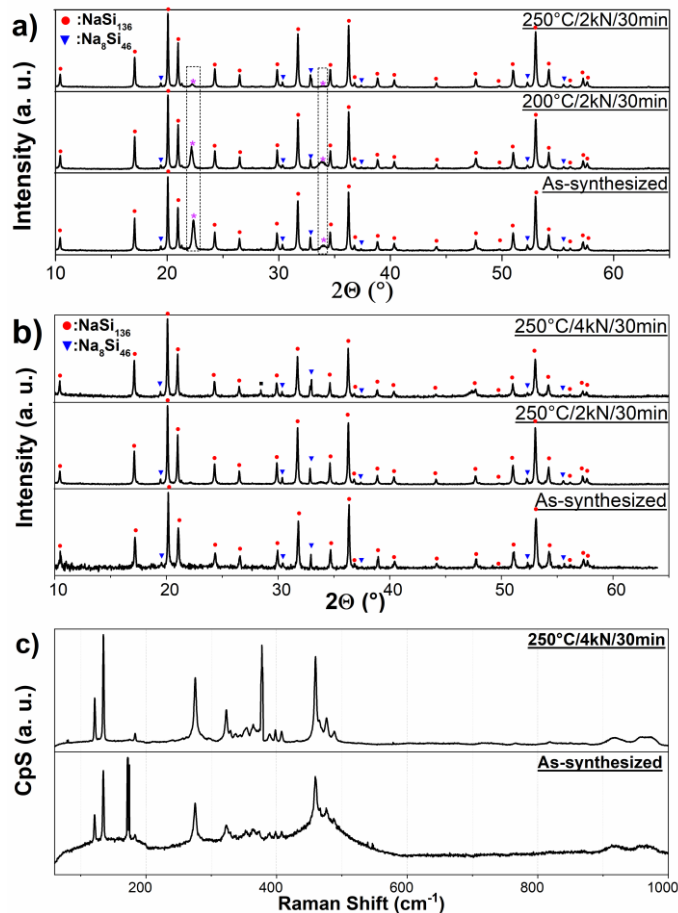 a)
●:NaSi₁₃₆
▼:Na₈Si₄₆
250°C/2kN/30min
200°C/2kN/30min
As-synthesized
Intensity (a. u.)
10 20 30 40 50 60
2Θ (°)
b)
●:NaSi₁₃₆
▼:Na₈Si₄₆
250°C/4kN/30min
250°C/2kN/30min
As-synthesized
Intensity (a. u.)
10 20 30 40 50 60
2Θ (°)
c)
250°C/4kN/30min
As-synthesized
CpS (a. u.)
200 400 600 800 1000
Raman Shift (cm⁻¹)